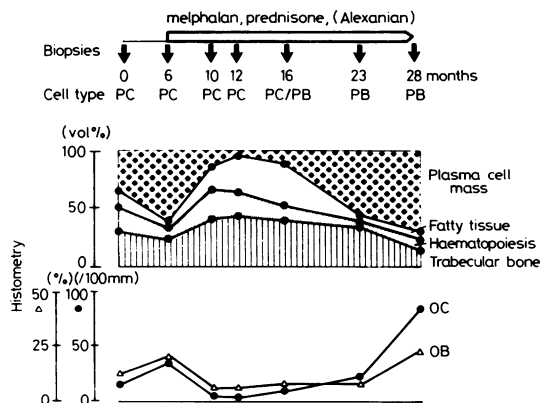 melphalan, prednisone, (Alexanian)
Biopsies
0 6 10 12 16 23 28 months
Cell type PC PC PC PC PC/PB PB PB
(vol%)
100
50
0
Plasma cell
mass
Fatty tissue
Haematopoiesis
Trabecular bone
Histometry
(%) (/100mm)
50 100
25 50
0 0
OC
OB